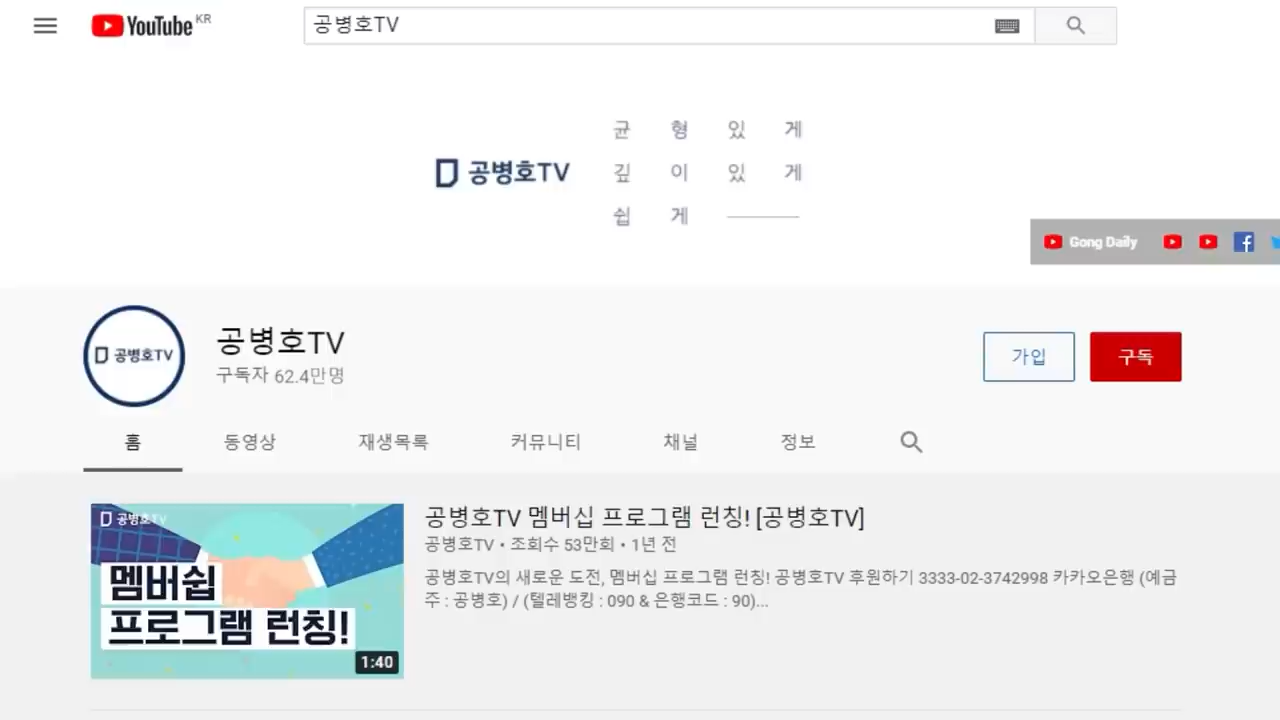 YouTube KR
공병호TV
균 형 있 게
공병호TV
깊 이 있 게
쉽 게
Gong Daily
공병호TV
공병호TV
구독자 62.4만명
가입
구독
홈
동영상
재생목록
커뮤니티
채널
정보
공병호TV
멤버쉽
프로그램 런칭!
1:40
공병호TV 멤버십 프로그램 런칭! [공병호TV]
공병호TV • 조회수 53만회 • 1년 전
공병호TV의 새로운 도전, 멤버십 프로그램 런칭! 공병호TV 후원하기 3333-02-3742998 카카오은행 (예금
주 : 공병호) / (텔레뱅킹 : 090 & 은행코드 : 90)...